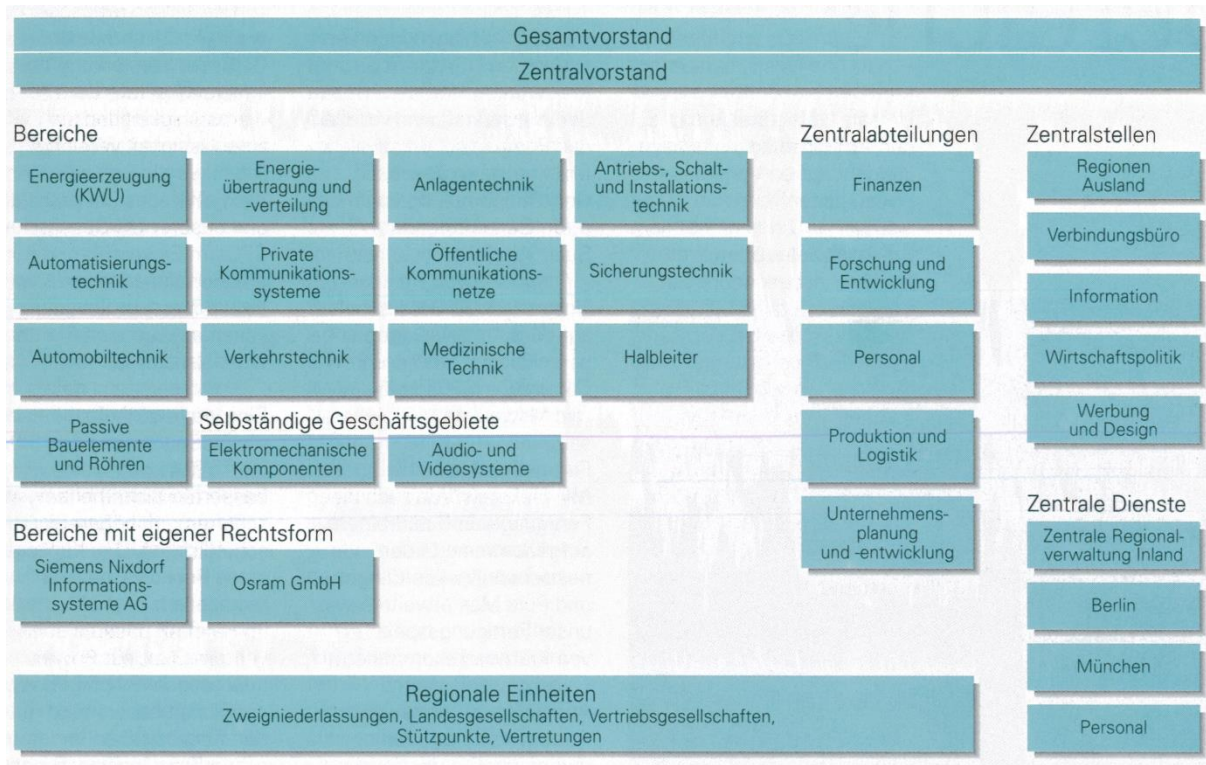 Gesamtvorstand
Zentralvorstand
Bereiche
Energieerzeugung
(KWU)
Energie-
übertragung und
-verteilung
Anlagentechnik
Antriebs-, Schalt-
und Installations-
technik
Automatisierungs-
technik
Private
Kommunikations-
systeme
Öffentliche
Kommunikations-
netze
Sicherungstechnik
Automobiltechnik
Verkehrstechnik
Medizinische
Technik
Halbleiter
Passive
Bauelemente
und Röhren
Selbständige Geschäftsgebiete
Elektromechanische
Komponenten
Audio- und
Videosysteme
Bereiche mit eigener Rechtsform
Siemens Nixdorf
Informations-
systeme AG
Osram GmbH
Zentralabteilungen
Finanzen
Forschung und
Entwicklung
Personal
Produktion und
Logistik
Unternehmens-
planung
und -entwicklung
Zentralstellen
Regionen
Ausland
Verbindungsbüro
Information
Wirtschaftspolitik
Werbung
und Design
Zentrale Dienste
Zentrale Regional-
verwaltung Inland
Berlin
München
Personal
Regionale Einheiten
Zweigniederlassungen, Landesgesellschaften, Vertriebsgesellschaften,
Stützpunkte, Vertretungen